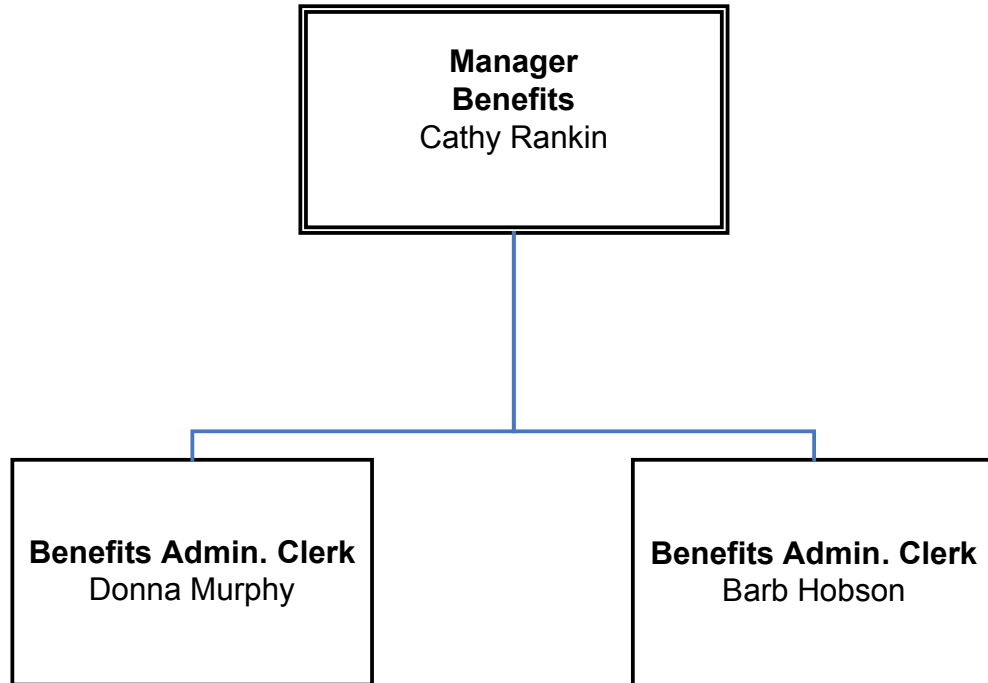 Manager
Benefits
Cathy Rankin
Benefits Admin. Clerk
Donna Murphy
Benefits Admin. Clerk
Barb Hobson